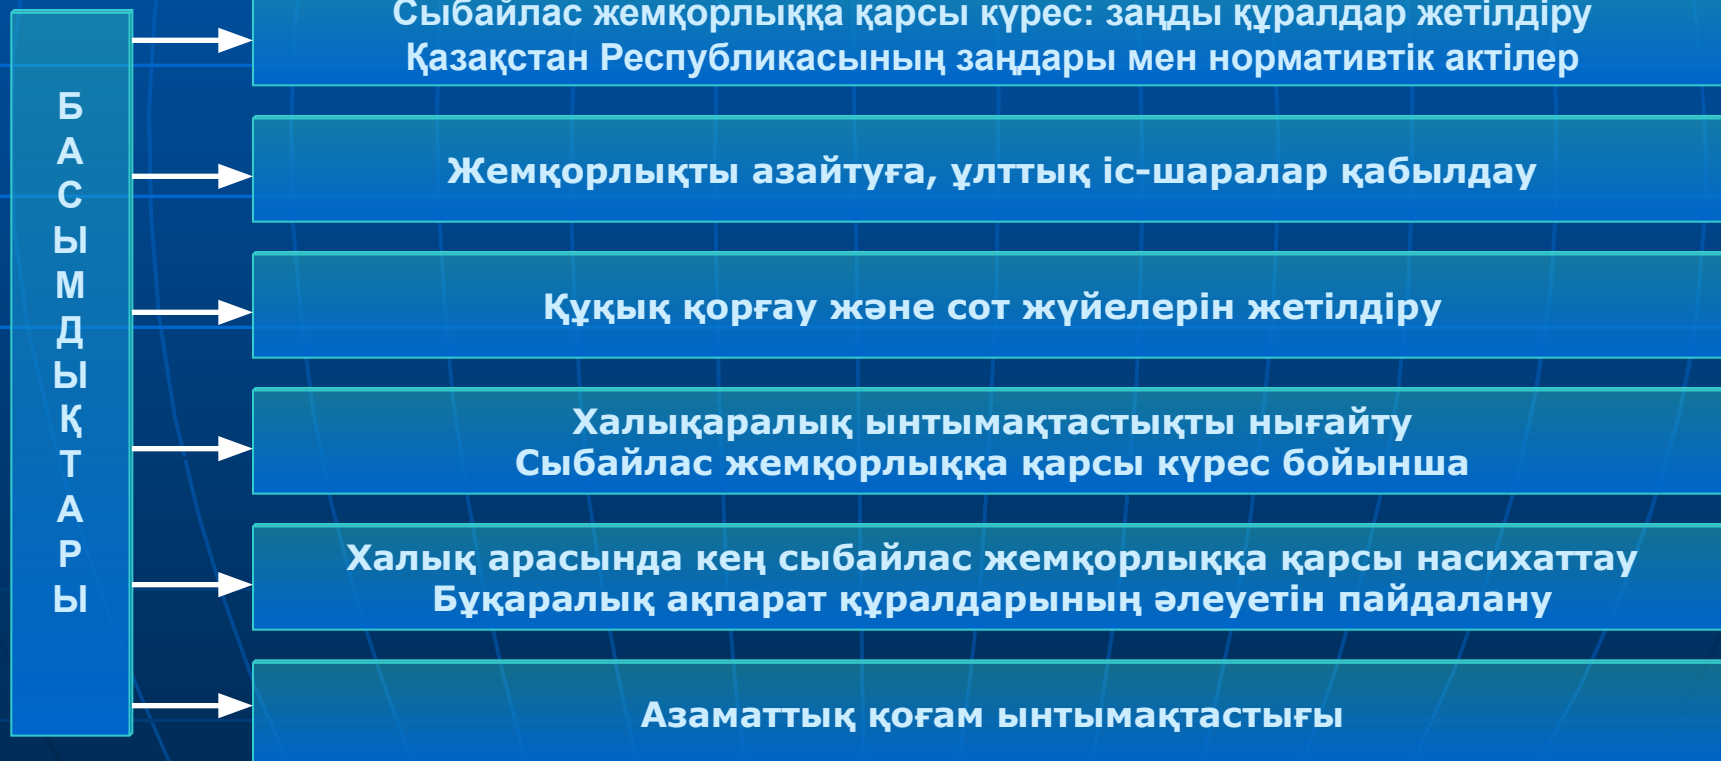 БАСЫМДЫҚТАРЫ
Сыбайлас жемқорлыққа қарсы күрес: заңды құралдар жетілдіру
Қазақстан Республикасының заңдары мен нормативтік актілер
Жемқорлықты азайтуға, ұлттық іс-шаралар қабылдау
Құқық қорғау және сот жүйелерін жетілдіру
Халықаралық ынтымақтастықты нығайту
Сыбайлас жемқорлыққа қарсы күрес бойынша
Халық арасында кең сыбайлас жемқорлыққа қарсы насихаттау
Бұқаралық ақпарат құралдарының әлеуетін пайдалану
Азаматтық қоғам ынтымақтастығы